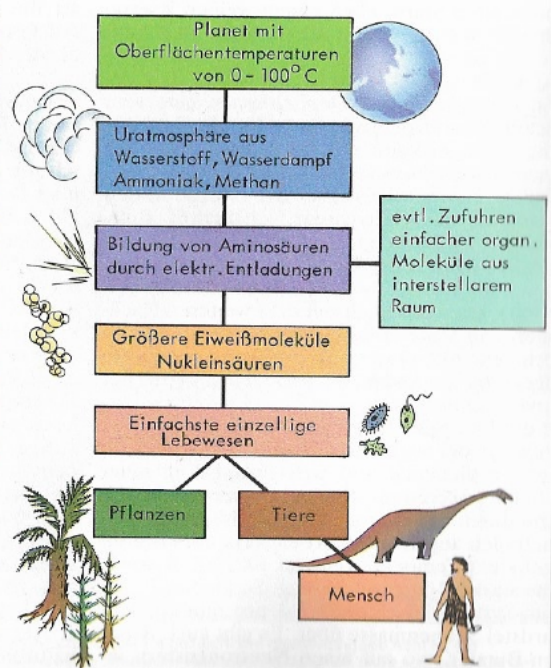 Planet mit
Oberflächentemperaturen
von 0-100° C
Uratmosphäre aus
Wasserstoff, Wasserdampf
Ammoniak, Methan
Bildung von Aminosäuren
durch elektr. Entladungen
evtl. Zufuhren
einfacher organ.
Moleküle aus
interstellarem
Raum
Größere Eiweißmoleküle
Nukleinsäuren
Einfachste einzellige
Lebewesen
Pflanzen
Tiere
Mensch